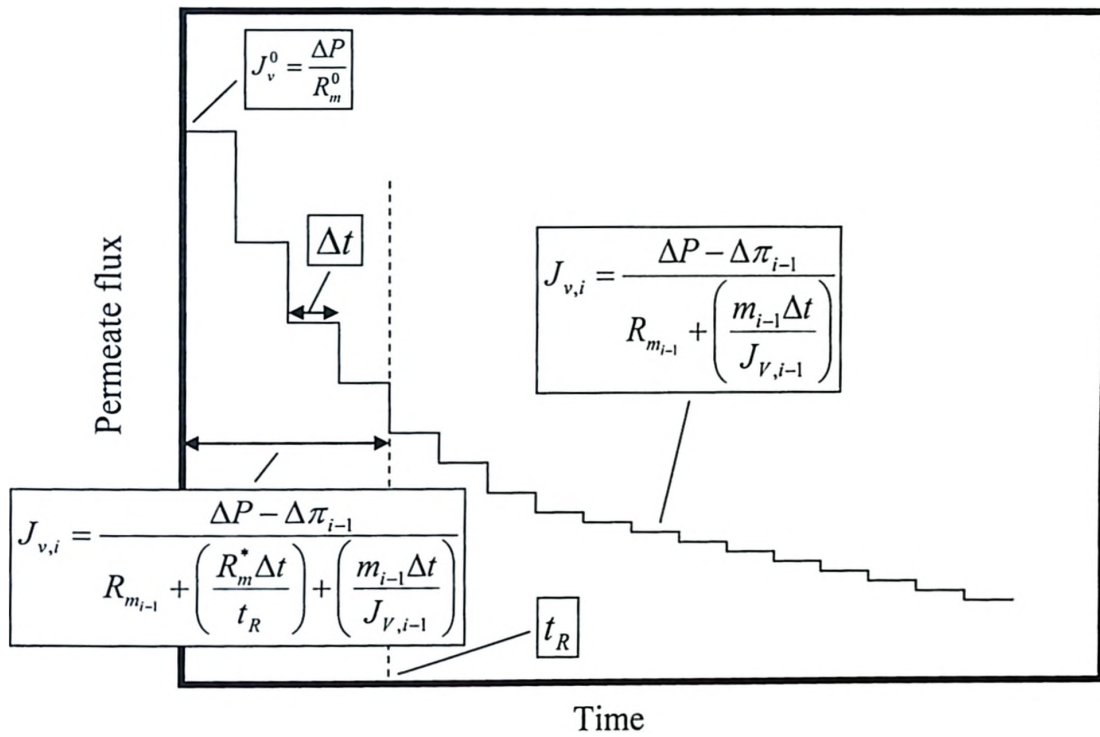 J_v^0 = ΔP / R_m^0
Δt
J_{v,i} = (ΔP − Δπ_{i−1}) / (R_{m_{i−1}} + (m_{i−1}Δt / J_{V,i−1}))
Permeate flux
J_{v,i} = (ΔP − Δπ_{i−1}) / (R_{m_{i−1}} + (R_m^* Δt / t_R) + (m_{i−1}Δt / J_{V,i−1}))
t_R
Time